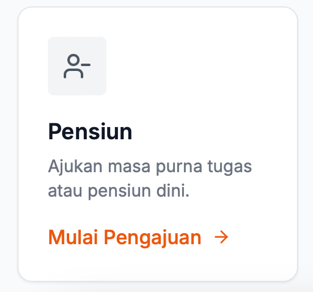 Pensiun
Ajukan masa purna tugas
atau pensiun dini.
Mulai Pengajuan →